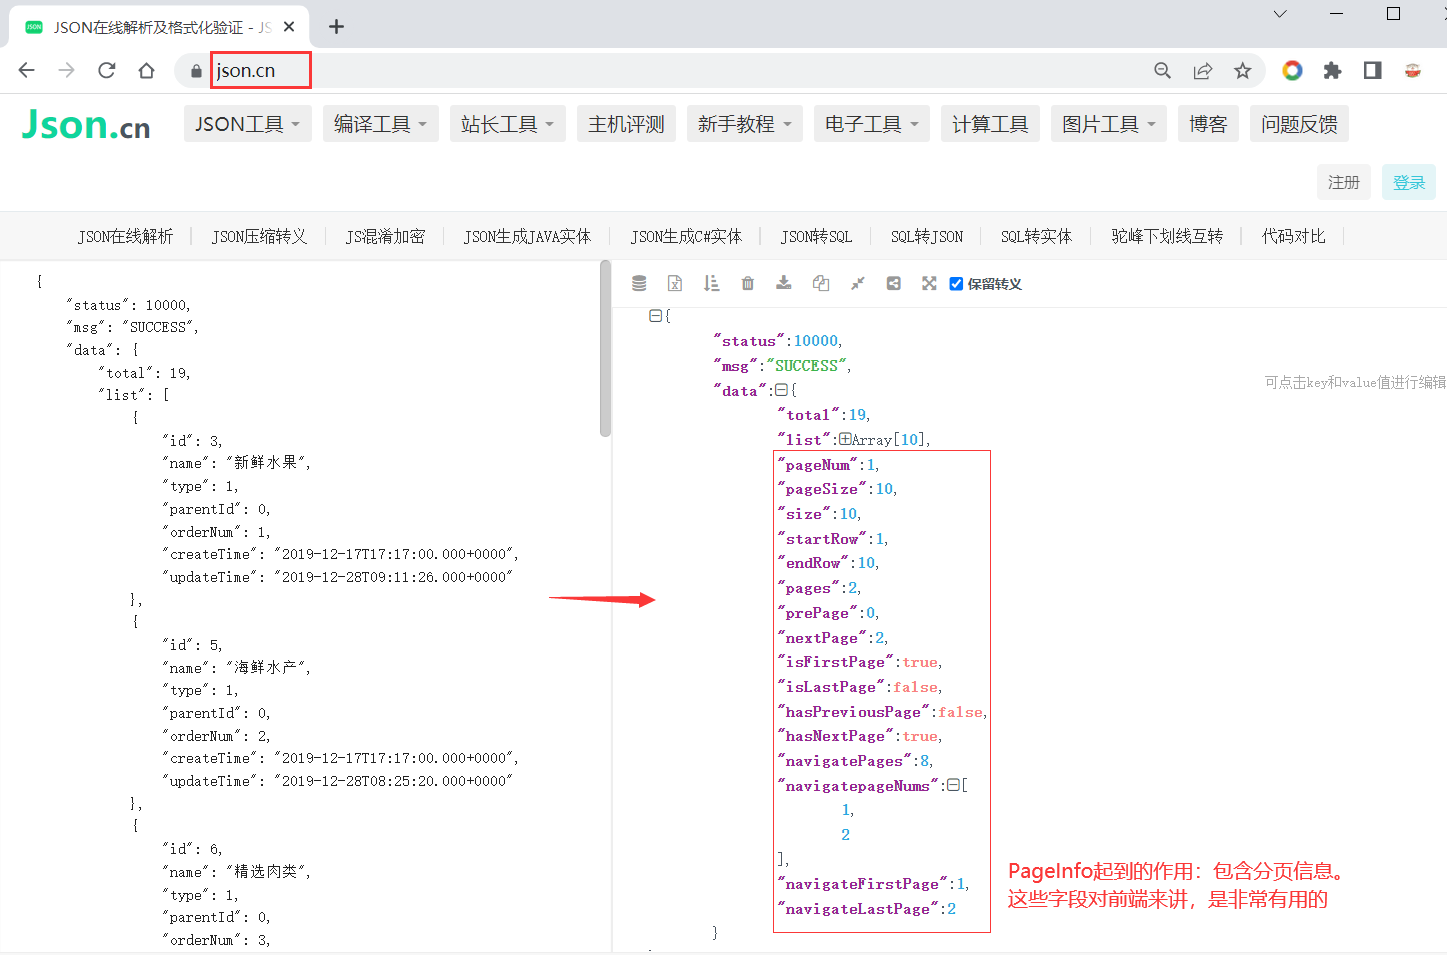 JSON在线解析及格式化验证 - JS
json.cn
Json.cn
JSON工具 编译工具 站长工具 主机评测 新手教程 电子工具 计算工具 图片工具 博客 问题反馈
注册 登录
JSON在线解析 JSON压缩转义 JS混淆加密 JSON生成JAVA实体 JSON生成C#实体 JSON转SQL SQL转JSON SQL转实体 驼峰下划线互转 代码对比
{
"status": 10000,
"msg": "SUCCESS",
"data": {
"total": 19,
"list": [
{
"id": 3,
"name": "新鲜水果",
"type": 1,
"parentId": 0,
"orderNum": 1,
"createTime": "2019-12-17T17:17:00.000+0000",
"updateTime": "2019-12-28T09:11:26.000+0000"
},
{
"id": 5,
"name": "海鲜水产",
"type": 1,
"parentId": 0,
"orderNum": 2,
"createTime": "2019-12-17T17:17:00.000+0000",
"updateTime": "2019-12-28T08:25:20.000+0000"
},
{
"id": 6,
"name": "精选肉类",
"type": 1,
"parentId": 0,
"orderNum": 3,
保留转义
{
"status":10000,
"msg":"SUCCESS",
"data":{
可点击key和value值进行编辑
"total":19,
"list":Array[10],
"pageNum":1,
"pageSize":10,
"size":10,
"startRow":1,
"endRow":10,
"pages":2,
"prePage":0,
"nextPage":2,
"isFirstPage":true,
"isLastPage":false,
"hasPreviousPage":false,
"hasNextPage":true,
"navigatePages":8,
"navigatepageNums":[
1,
2
],
"navigateFirstPage":1,
"navigateLastPage":2
}
PageInfo起到的作用：包含分页信息。
这些字段对前端来讲，是非常有用的